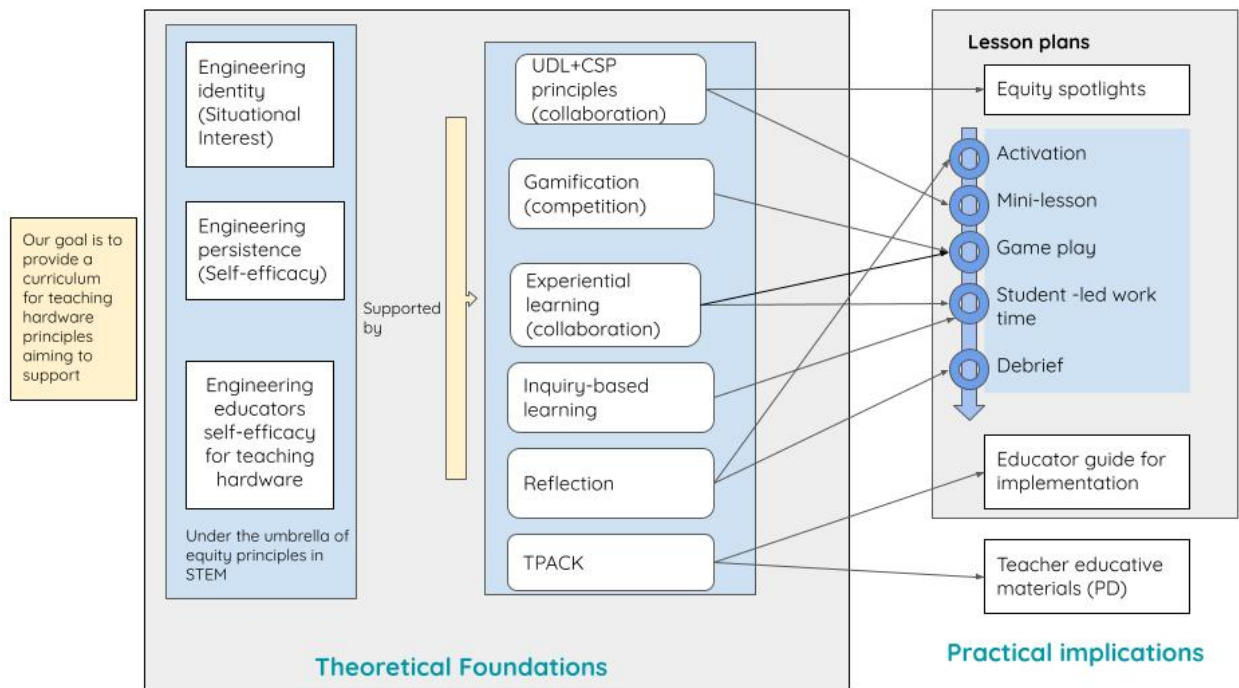 Our goal is to
provide a
curriculum
for teaching
hardware
principles
aiming to
support
Engineering
identity
(Situational
Interest)
Engineering
persistence
(Self-efficacy)
Engineering
educators
self-efficacy
for teaching
hardware
Under the umbrella of
equity principles in
STEM
Supported
by
UDL+CSP
principles
(collaboration)
Gamification
(competition)
Experiential
learning
(collaboration)
Inquiry-based
learning
Reflection
TPACK
Theoretical Foundations
Lesson plans
Equity spotlights
Activation
Mini-lesson
Game play
Student -led work
time
Debrief
Educator guide for
implementation
Teacher educative
materials (PD)
Practical implications